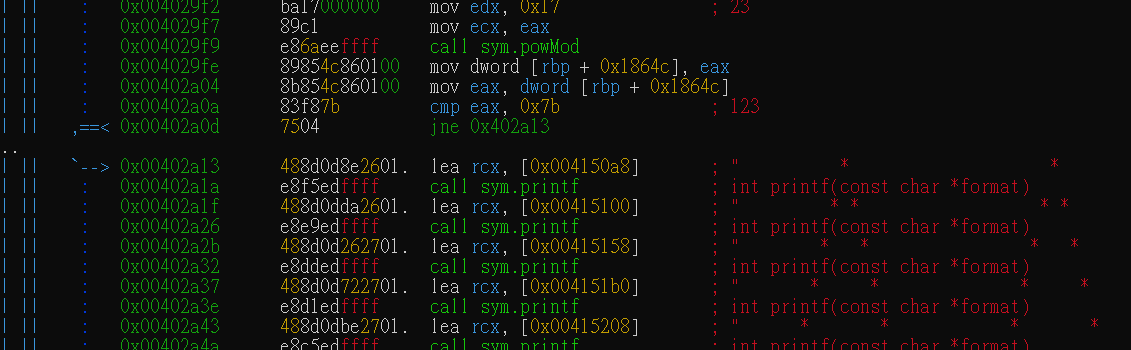 | || : 0x004029f2 ba17000000 mov edx, 0x17 ; 23
| || : 0x004029f7 89c1 mov ecx, eax
| || : 0x004029f9 e86aeeffff call sym.powMod
| || : 0x004029fe 89854c860100 mov dword [rbp + 0x1864c], eax
| || : 0x00402a04 8b854c860100 mov eax, dword [rbp + 0x1864c]
| || : 0x00402a0a 83f87b cmp eax, 0x7b ; 123
| || ,==< 0x00402a0d 7504 jne 0x402a13
..
| || `--> 0x00402a13 488d0d8e2601. lea rcx, [0x004150a8] ; " * *
| || : 0x00402a1a e8f5edffff call sym.printf ; int printf(const char *format)
| || : 0x00402a1f 488d0dda2601. lea rcx, [0x00415100] ; " * * * *
| || : 0x00402a26 e8e9edffff call sym.printf ; int printf(const char *format)
| || : 0x00402a2b 488d0d262701. lea rcx, [0x00415158] ; " * * * *
| || : 0x00402a32 e8ddedffff call sym.printf ; int printf(const char *format)
| || : 0x00402a37 488d0d722701. lea rcx, [0x004151b0] ; " * * * *
| || : 0x00402a3e e8d1edffff call sym.printf ; int printf(const char *format)
| || : 0x00402a43 488d0dbe2701. lea rcx, [0x00415208] ; " * * * *
| || : 0x00402a4a e8c5edffff call sym.printf ; int printf(const char *format)